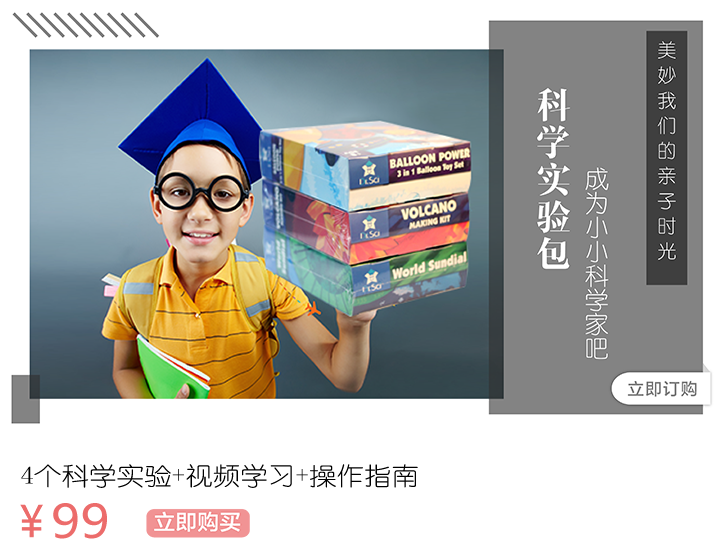 美妙我们的亲子时光
科学实验包
成为小小科学家吧
立即订购
BALLOON POWER
3 in 1 Balloon Toy Set
VOLCANO
MAKING KIT
World Sundial
4个科学实验+视频学习+操作指南
¥99
立即购买